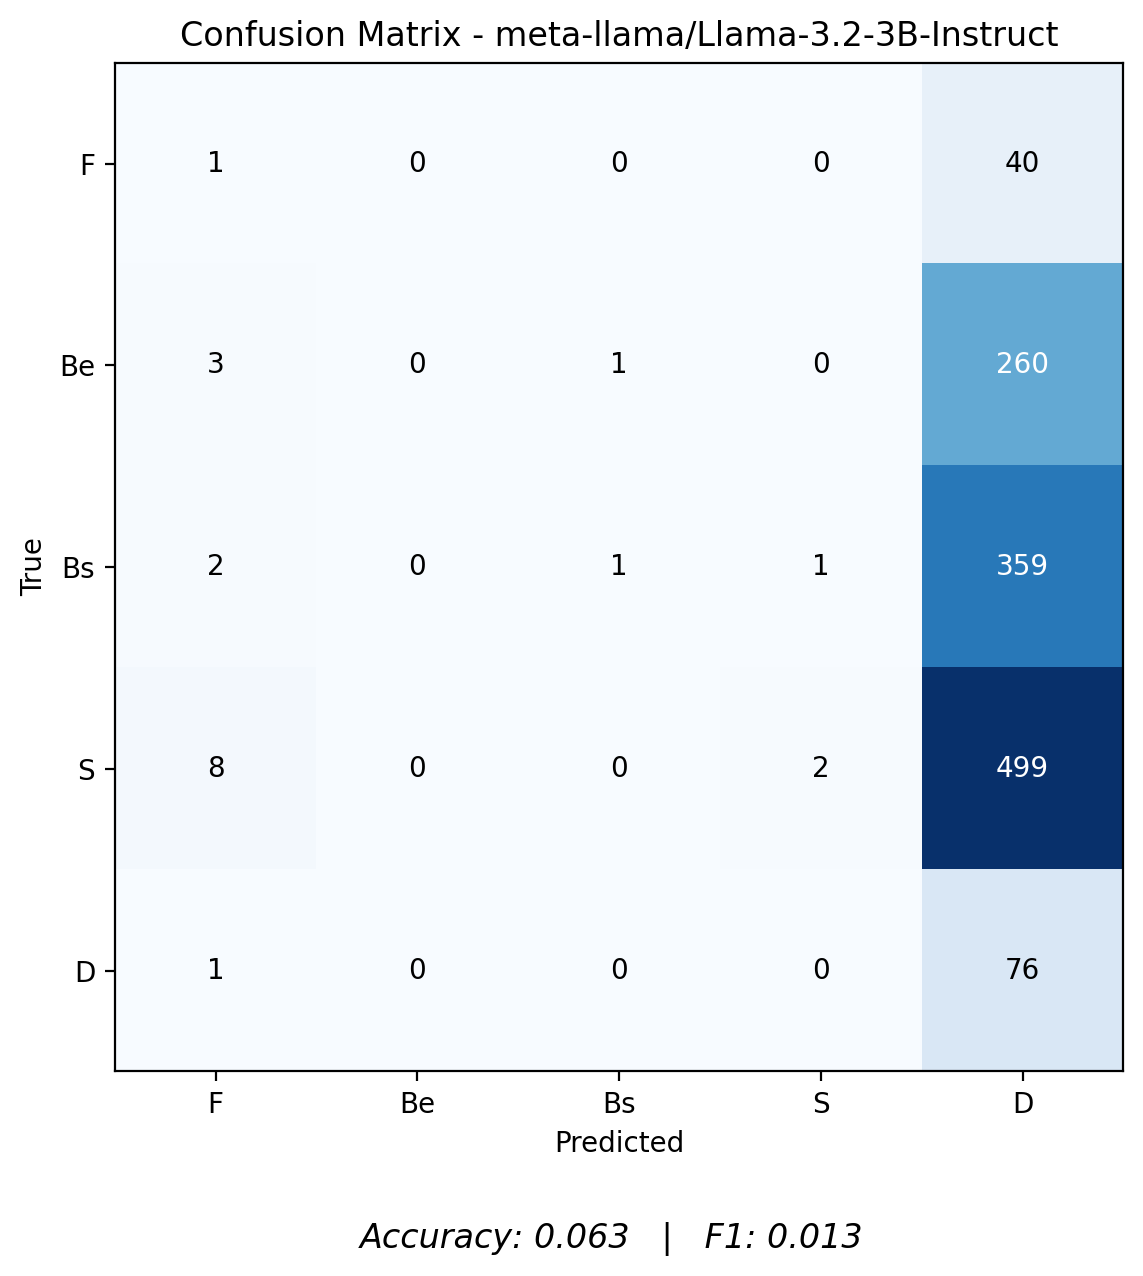 Confusion Matrix - meta-llama/Llama-3.2-3B-Instruct
F 1 0 0 0 40
Be 3 0 1 0 260
Bs 2 0 1 1 359
S 8 0 0 2 499
D 1 0 0 0 76
True
F Be Bs S D
Predicted
Accuracy: 0.063 | F1: 0.013